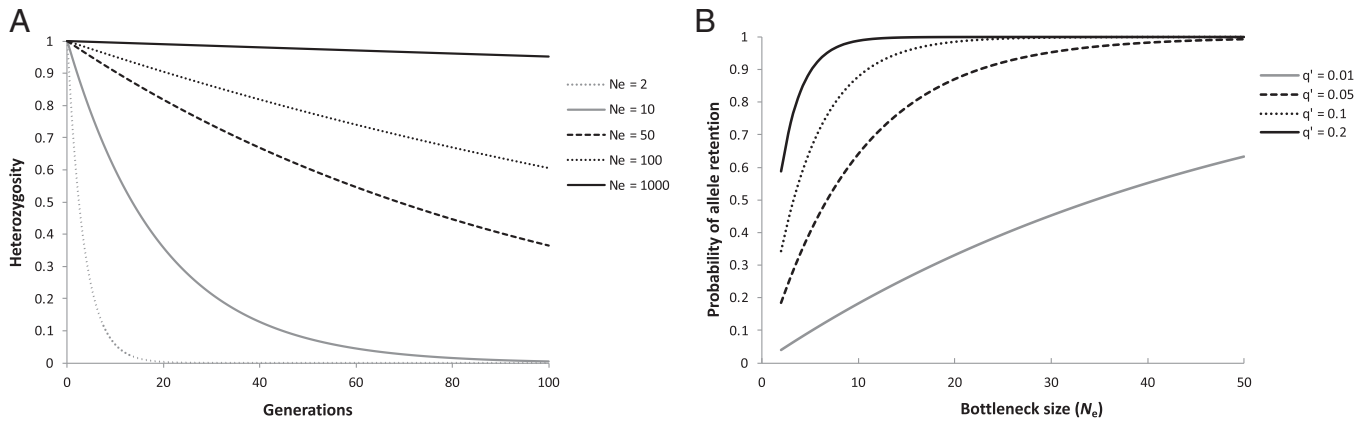 A
Heterozygosity
1
0.9
0.8
0.7
0.6
0.5
0.4
0.3
0.2
0.1
0
0 20 40 60 80 100
Generations
Ne = 2
Ne = 10
Ne = 50
Ne = 100
Ne = 1000
B
Probability of allele retention
1
0.9
0.8
0.7
0.6
0.5
0.4
0.3
0.2
0.1
0
0 10 20 30 40 50
Bottleneck size (Ne)
q' = 0.01
q' = 0.05
q' = 0.1
q' = 0.2